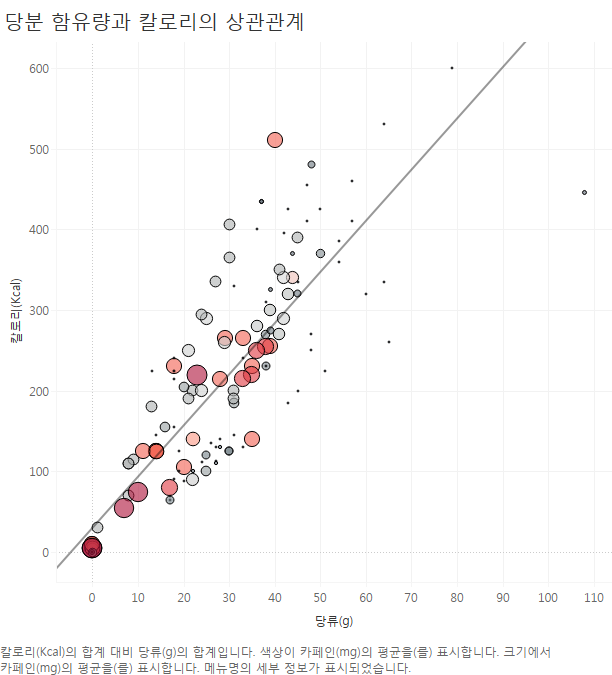 당분 함유량과 칼로리의 상관관계
600
500
400
300
200
100
0
칼로리(Kcal)
0 10 20 30 40 50 60 70 80 90 100 110
당류(g)
칼로리(Kcal)의 합계 대비 당류(g)의 합계입니다. 색상이 카페인(mg)의 평균을(를) 표시합니다. 크기에서
카페인(mg)의 평균을(를) 표시합니다. 메뉴명의 세부 정보가 표시되었습니다.